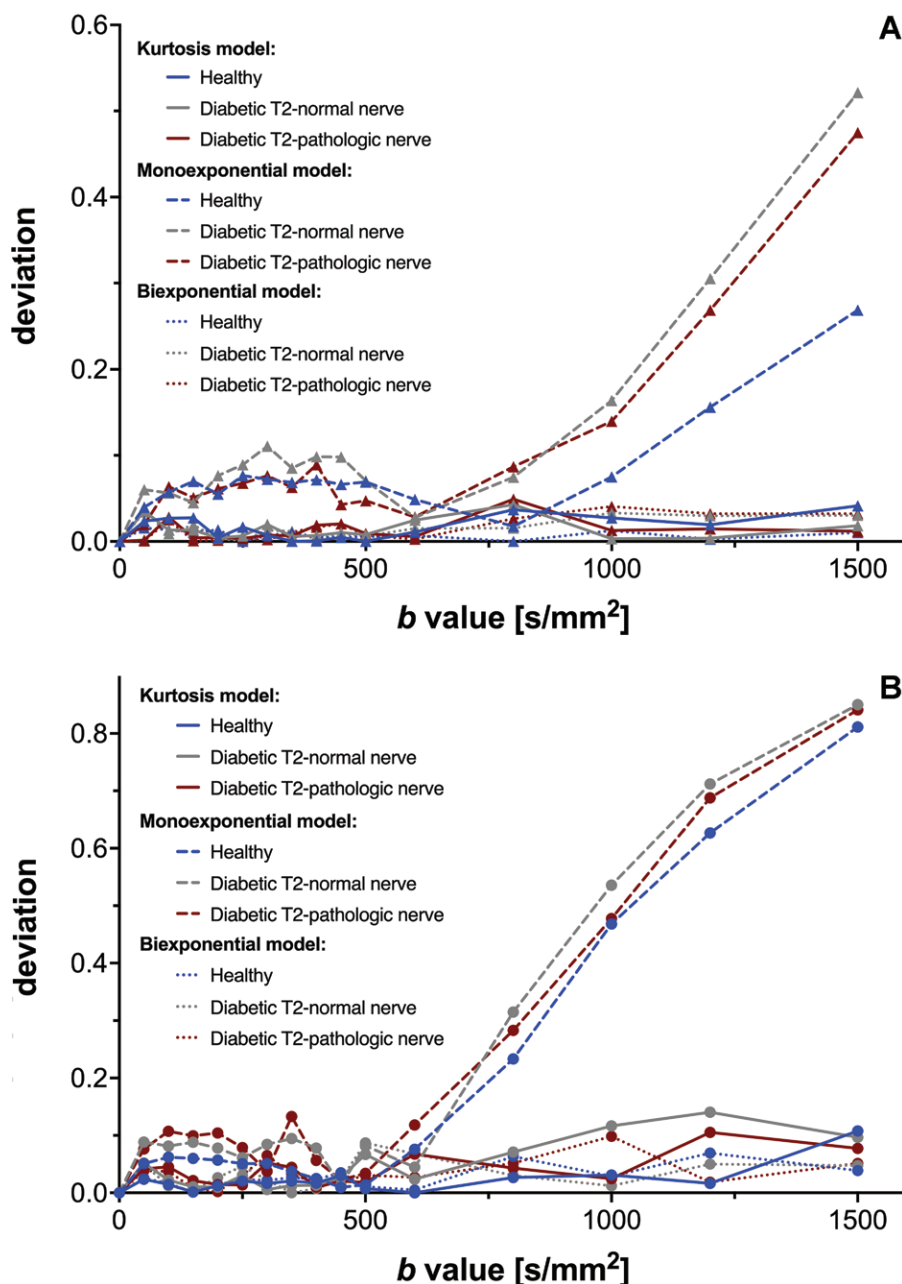 A
Kurtosis model:
Healthy
Diabetic T2-normal nerve
Diabetic T2-pathologic nerve
Monoexponential model:
Healthy
Diabetic T2-normal nerve
Diabetic T2-pathologic nerve
Biexponential model:
Healthy
Diabetic T2-normal nerve
Diabetic T2-pathologic nerve
deviation
0.6
0.4
0.2
0.0
0 500 1000 1500
b value [s/mm²]
B
Kurtosis model:
Healthy
Diabetic T2-normal nerve
Diabetic T2-pathologic nerve
Monoexponential model:
Healthy
Diabetic T2-normal nerve
Diabetic T2-pathologic nerve
Biexponential model:
Healthy
Diabetic T2-normal nerve
Diabetic T2-pathologic nerve
deviation
0.8
0.6
0.4
0.2
0.0
0 500 1000 1500
b value [s/mm²]